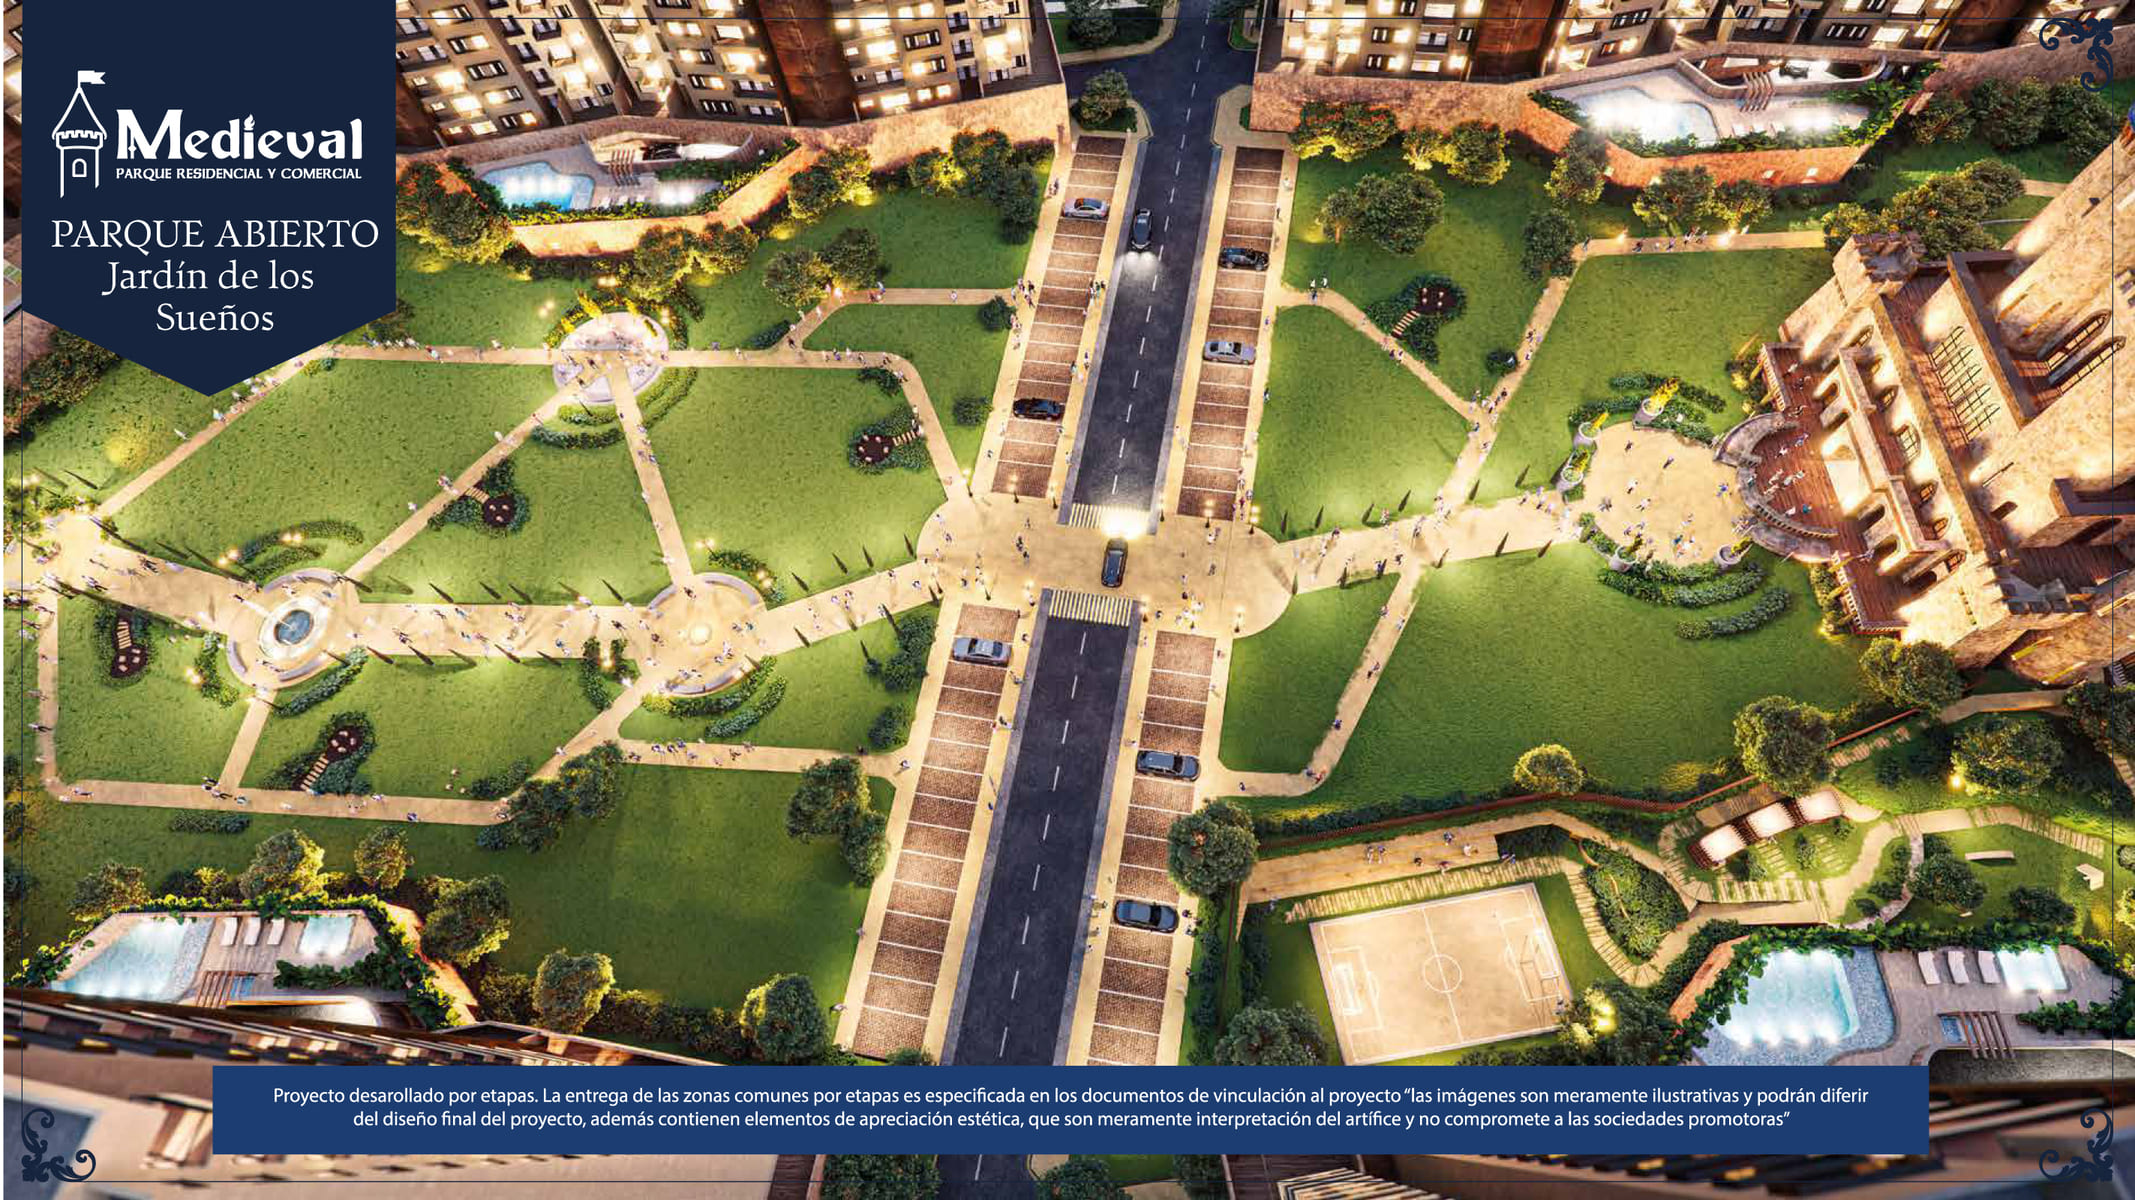 Medieval
PARQUE RESIDENCIAL Y COMERCIAL
PARQUE ABIERTO
Jardín de los
Sueños
Proyecto desarollado por etapas. La entrega de las zonas comunes por etapas es especificada en los documentos de vinculación al proyecto “las imágenes son meramente ilustrativas y podrán diferir
del diseño final del proyecto, además contienen elementos de apreciación estética, que son meramente interpretación del artífice y no compromete a las sociedades promotoras”